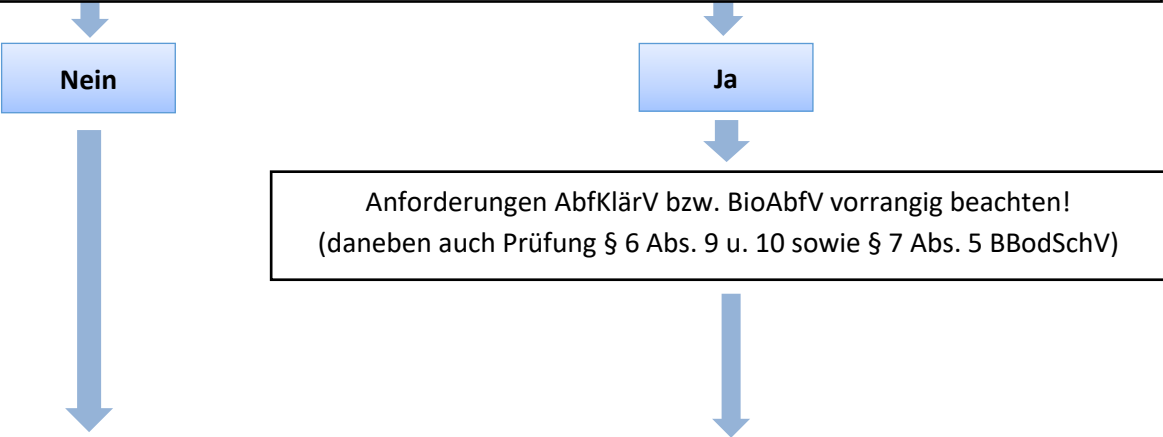 Nein
Ja
Anforderungen AbfKlärV bzw. BioAbfV vorrangig beachten!
(daneben auch Prüfung § 6 Abs. 9 u. 10 sowie § 7 Abs. 5 BBodSchV)